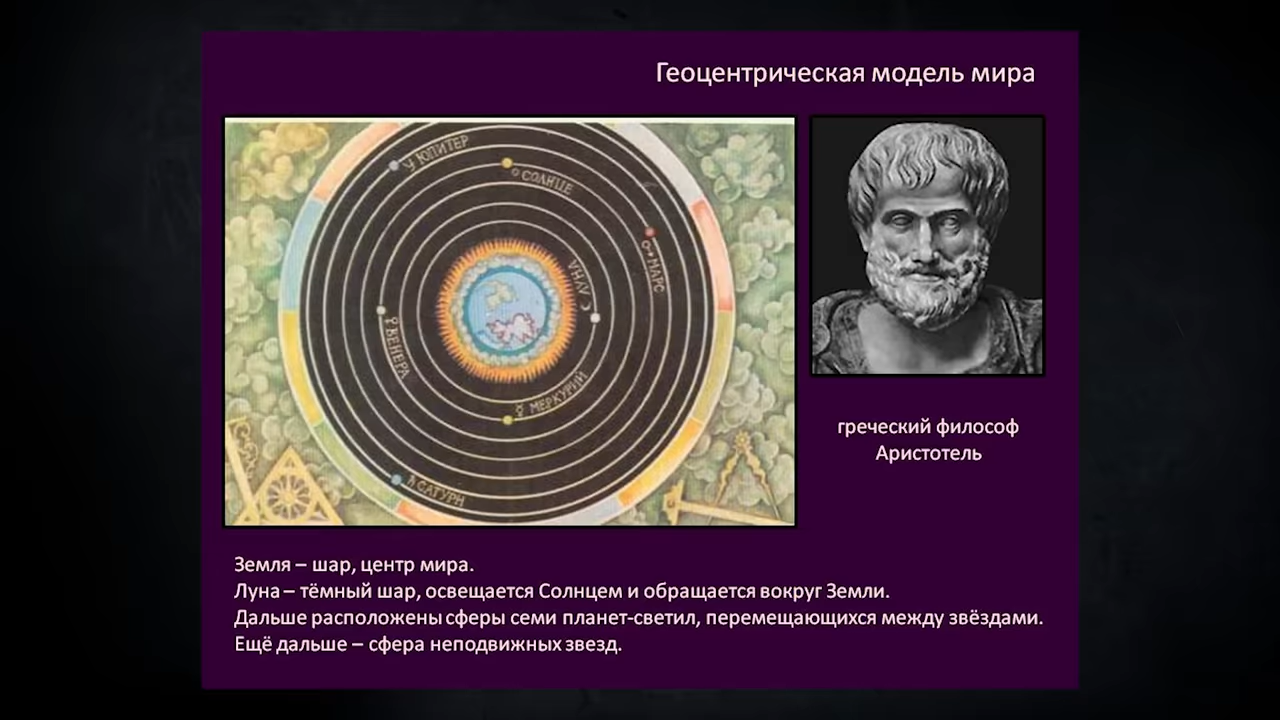 Геоцентрическая модель мира
ЮПИТЕР
СОЛНЦЕ
МАРС
ЛУНА
ВЕНЕРА
МЕРКУРИЙ
САТУРН
греческий философ
Аристотель
Земля – шар, центр мира.
Луна – тёмный шар, освещается Солнцем и обращается вокруг Земли.
Дальше расположены сферы семи планет-светил, перемещающихся между звёздами.
Ещё дальше – сфера неподвижных звезд.